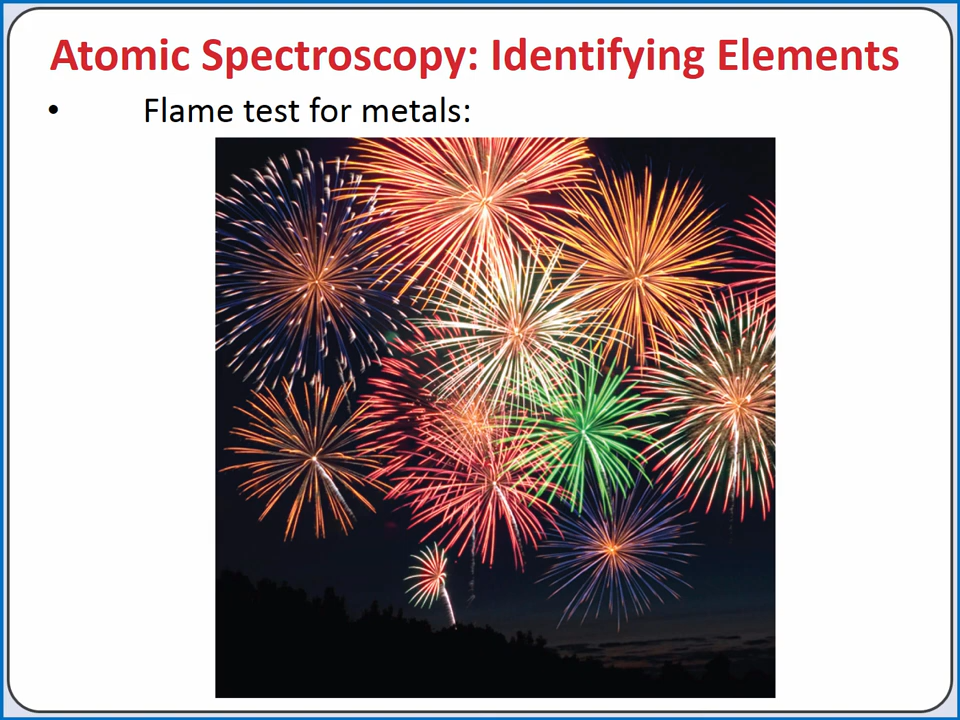 Atomic Spectroscopy: Identifying Elements
• Flame test for metals: